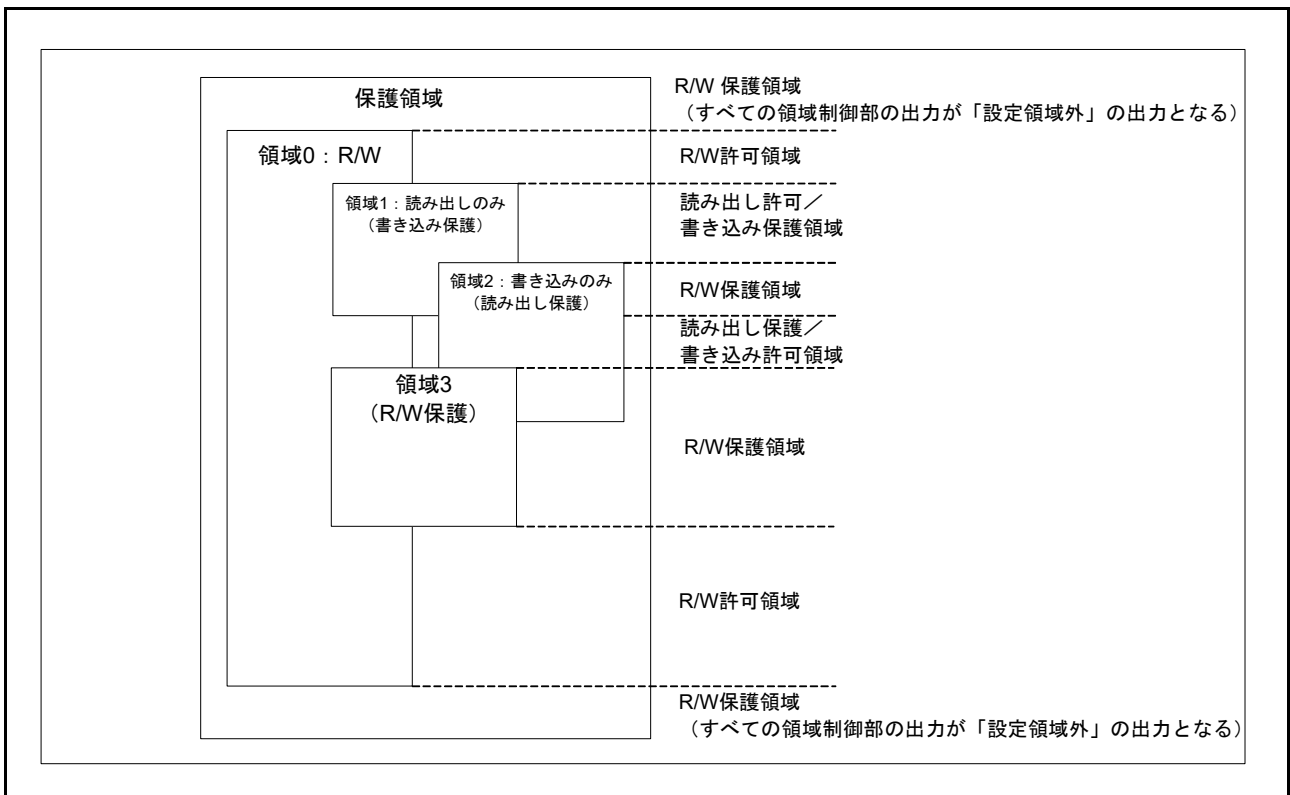 保護領域
領域0：R/W
領域1：読み出しのみ
（書き込み保護）
領域2：書き込みのみ
（読み出し保護）
領域3
（R/W保護）
R/W 保護領域
（すべての領域制御部の出力が「設定領域外」の出力となる）
R/W許可領域
読み出し許可／
書き込み保護領域
R/W保護領域
読み出し保護／
書き込み許可領域
R/W保護領域
R/W許可領域
R/W保護領域
（すべての領域制御部の出力が「設定領域外」の出力となる）